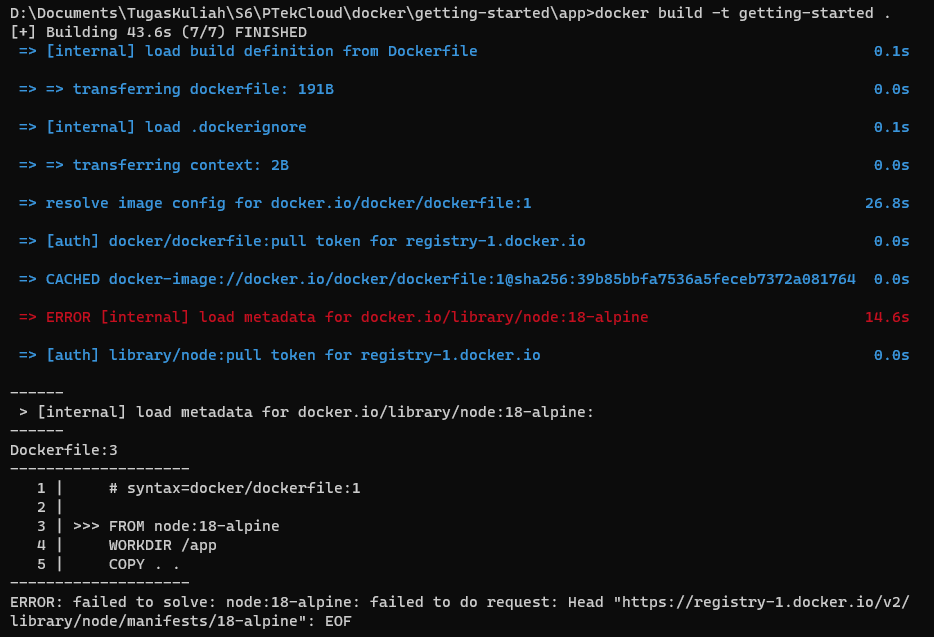 D:\Documents\TugasKuliah\S6\PTekCloud\docker\getting-started\app>docker build -t getting-started .
[+] Building 43.6s (7/7) FINISHED
=> [internal] load build definition from Dockerfile 0.1s
=> => transferring dockerfile: 191B 0.0s
=> [internal] load .dockerignore 0.1s
=> => transferring context: 2B 0.0s
=> resolve image config for docker.io/docker/dockerfile:1 26.8s
=> [auth] docker/dockerfile:pull token for registry-1.docker.io 0.0s
=> CACHED docker-image://docker.io/docker/dockerfile:1@sha256:39b85bbfa7536a5feceb7372a081764 0.0s
=> ERROR [internal] load metadata for docker.io/library/node:18-alpine 14.6s
=> [auth] library/node:pull token for registry-1.docker.io 0.0s
------
> [internal] load metadata for docker.io/library/node:18-alpine:
------
Dockerfile:3
--------------------
1 | # syntax=docker/dockerfile:1
2 |
3 | >>> FROM node:18-alpine
4 | WORKDIR /app
5 | COPY . .
--------------------
ERROR: failed to solve: node:18-alpine: failed to do request: Head "https://registry-1.docker.io/v2/
library/node/manifests/18-alpine": EOF